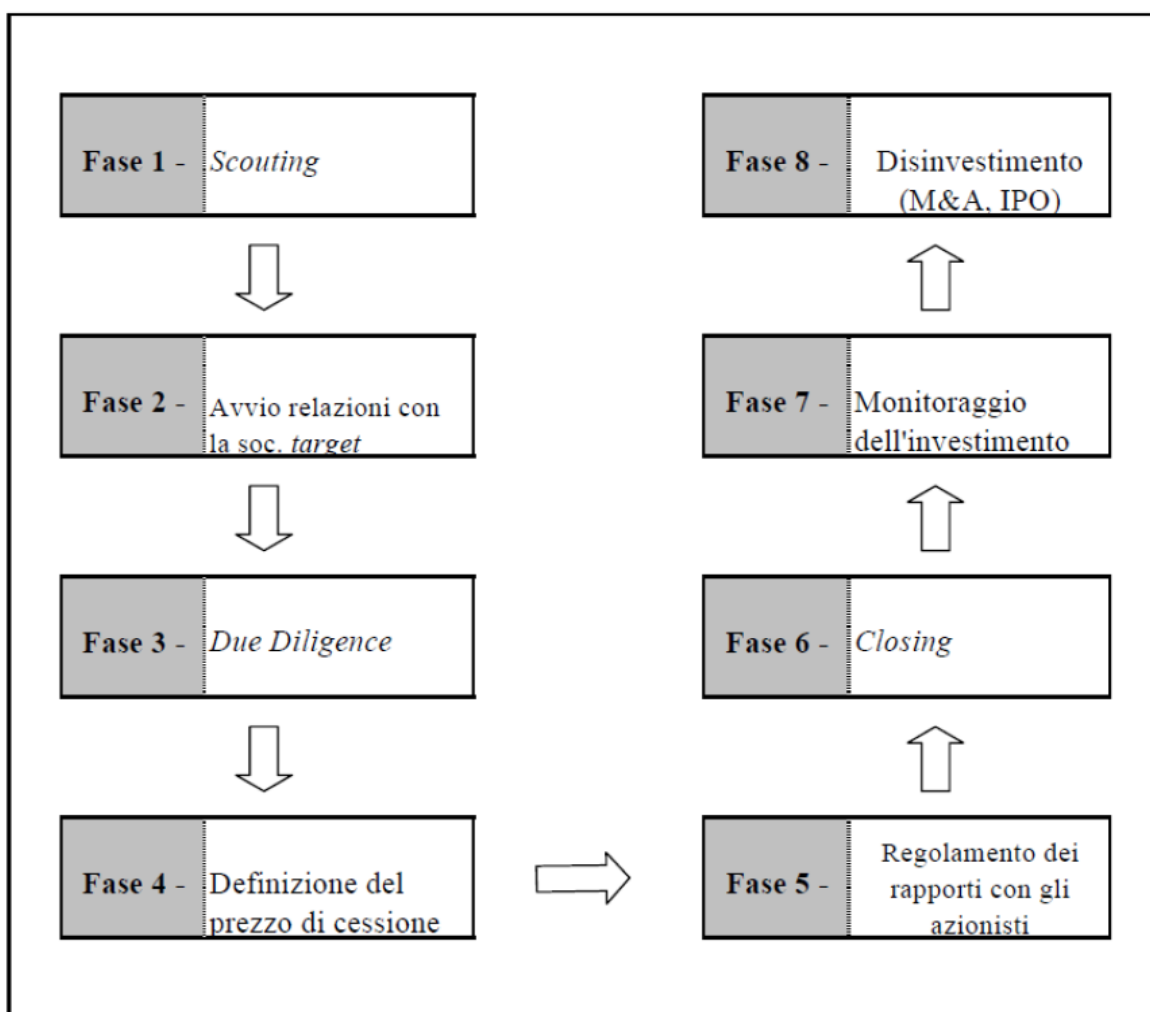 Fase 1 - Scouting
Fase 2 - Avvio relazioni con
la soc. target
Fase 3 - Due Diligence
Fase 4 - Definizione del
prezzo di cessione
Fase 5 - Regolamento dei
rapporti con gli
azionisti
Fase 6 - Closing
Fase 7 - Monitoraggio
dell'investimento
Fase 8 - Disinvestimento
(M&A, IPO)